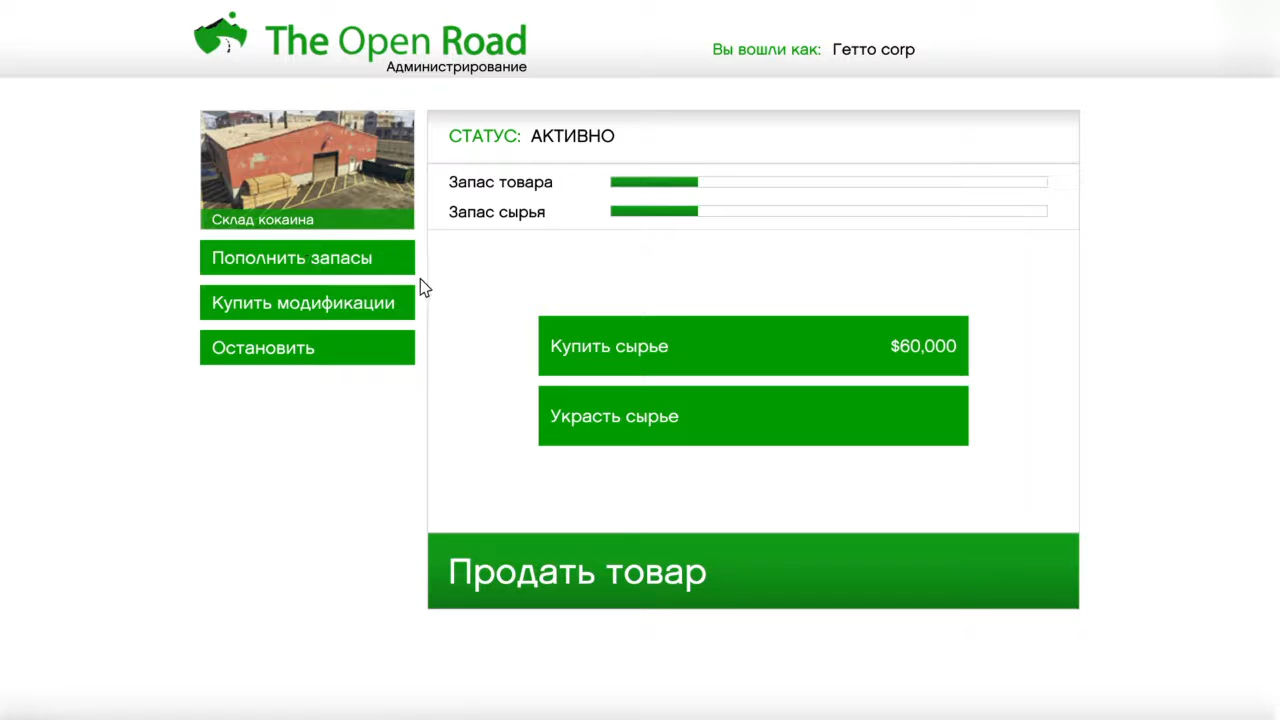 The Open Road
Администрирование
Вы вошли как: Гетто corp
Склад кокаина
Пополнить запасы
Купить модификации
Остановить
СТАТУС: АКТИВНО
Запас товара
Запас сырья
Купить сырье $60,000
Украсть сырье
Продать товар